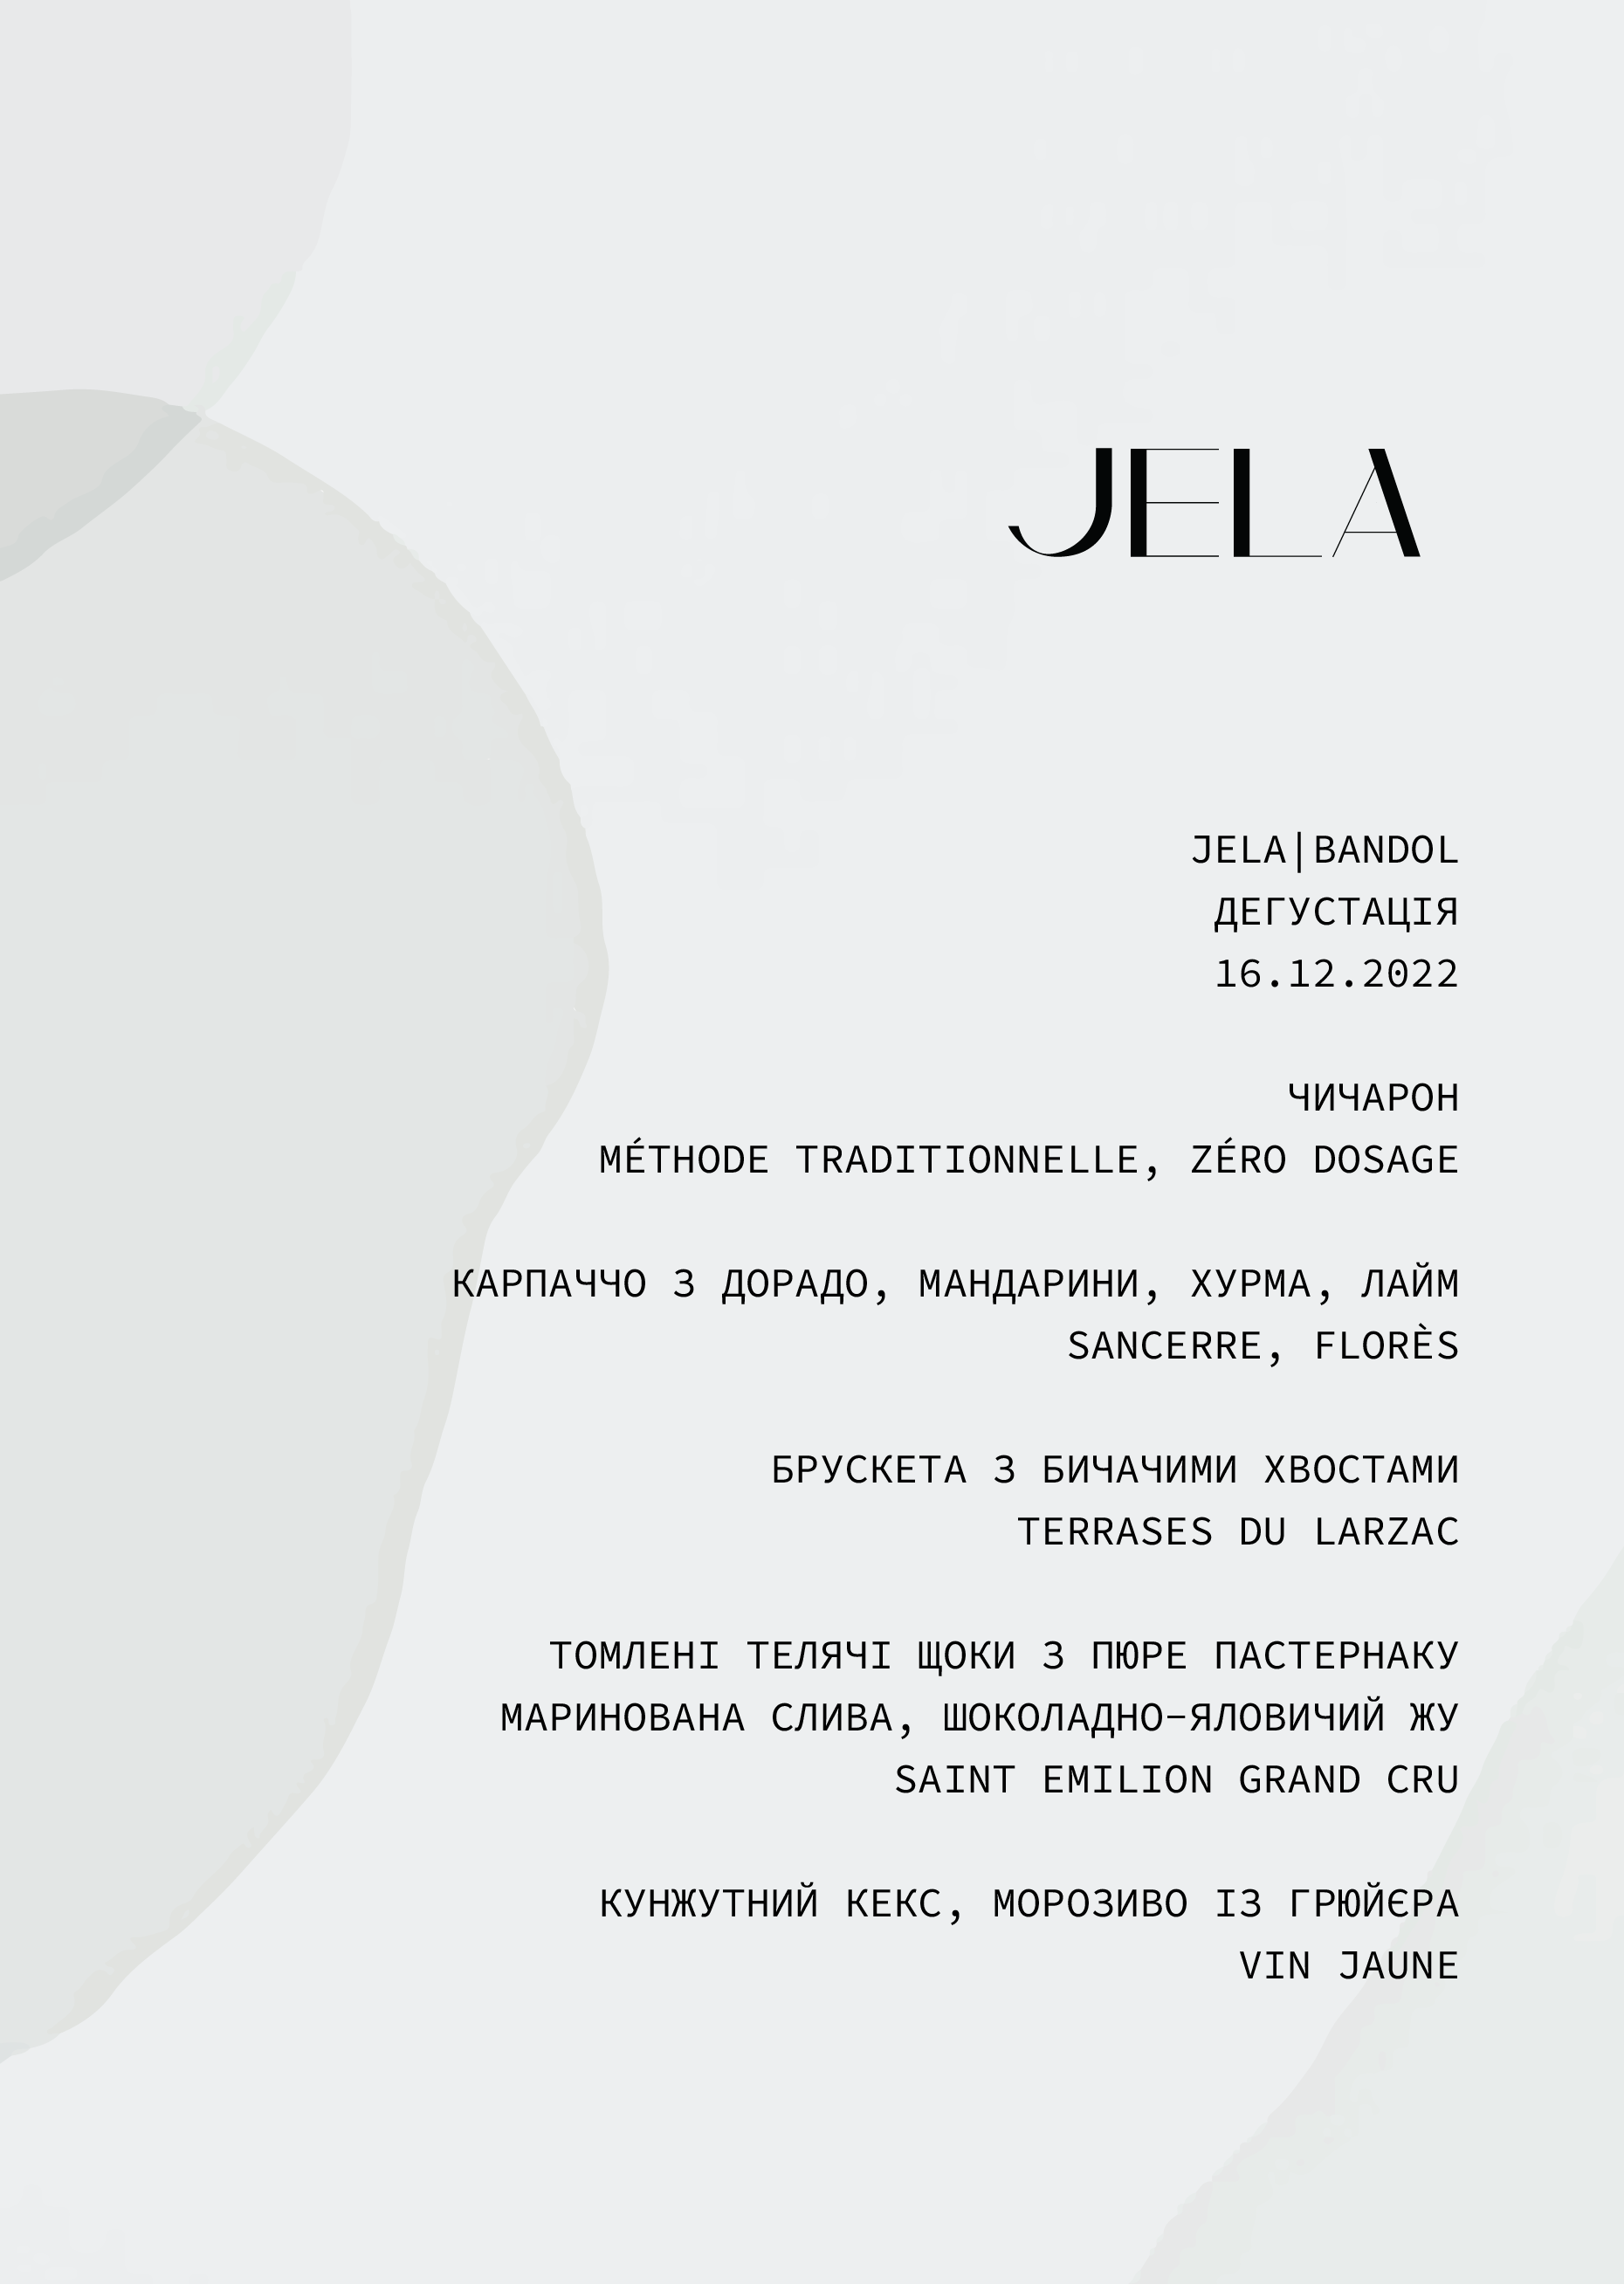 JELA
JELA|BANDOL
ДЕГУСТАЦІЯ
16.12.2022
ЧИЧАРОН
MÉTHODE TRADITIONNELLE, ZÉRO DOSAGE
КАРПАЧЧО З ДОРАДО, МАНДАРИНИ, ХУРМА, ЛАЙМ
SANCERRE, FLORÈS
БРУСКЕТА З БИЧАЧИМИ ХВОСТАМИ
TERRASES DU LARZAC
ТОМЛЕНІ ТЕЛЯЧІ ЩОКИ З ПЮРЕ ПАСТЕРНАКУ
МАРИНОВАНА СЛИВА, ШОКОЛАДНО-ЯЛОВИЧИЙ ЖУ
SAINT EMILION GRAND CRU
КУНЖУТНИЙ КЕКС, МОРОЗИВО ІЗ ГРЮЙЄРА
VIN JAUNE